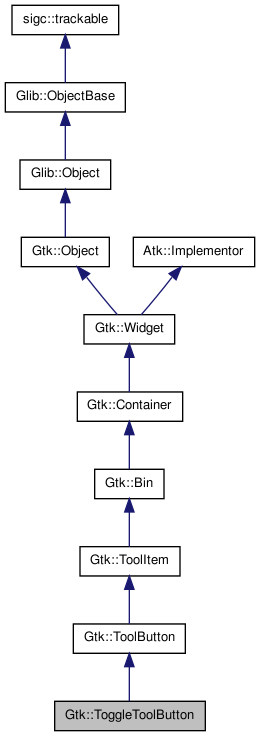 sigc::trackable
Glib::ObjectBase
Glib::Object
Gtk::Object
Atk::Implementor
Gtk::Widget
Gtk::Container
Gtk::Bin
Gtk::ToolItem
Gtk::ToolButton
Gtk::ToggleToolButton